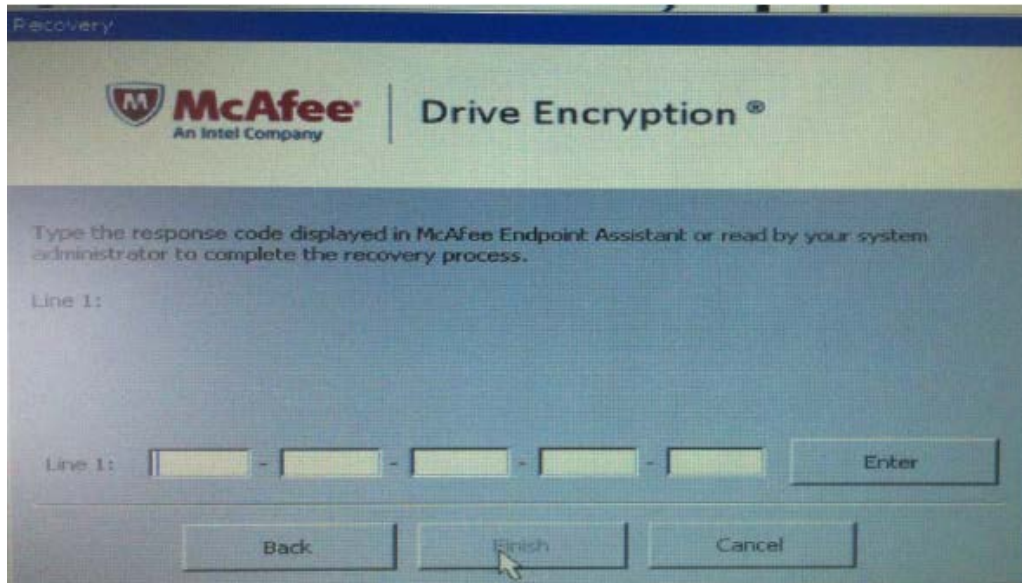 Recovery
McAfee®
An Intel Company
Drive Encryption ®
Type the response code displayed in McAfee Endpoint Assistant or read by your system
administrator to complete the recovery process.
Line 1:
Line 1: - - - - Enter
Back Finish Cancel